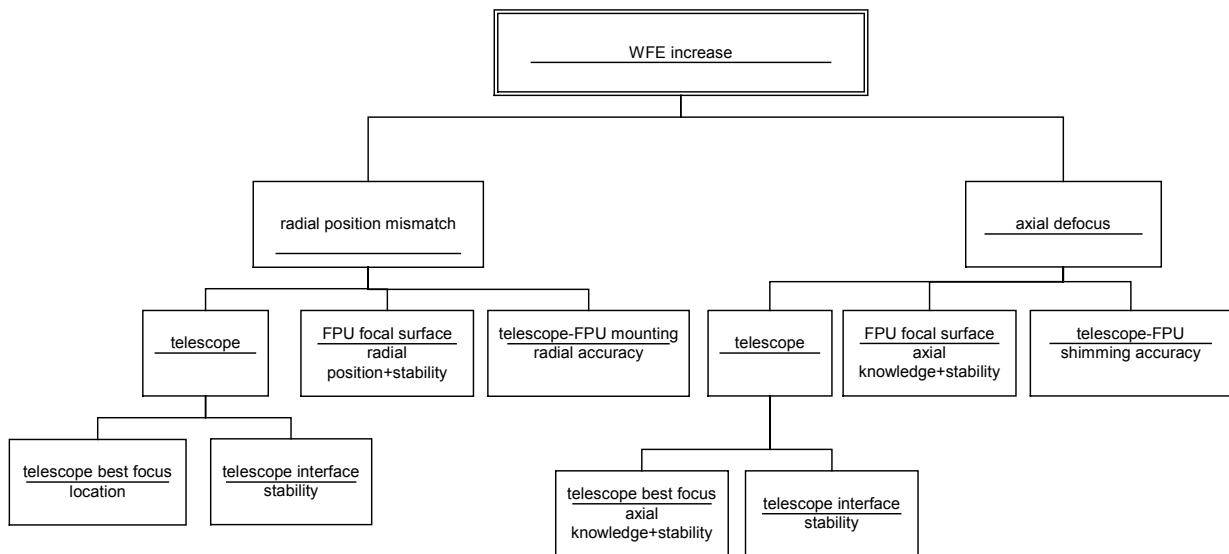 WFE increase
radial position mismatch
axial defocus
telescope
FPU focal surface
radial
position+stability
telescope-FPU mounting
radial accuracy
telescope
FPU focal surface
axial
knowledge+stability
telescope-FPU
shimming accuracy
telescope best focus
location
telescope interface
stability
telescope best focus
axial
knowledge+stability
telescope interface
stability